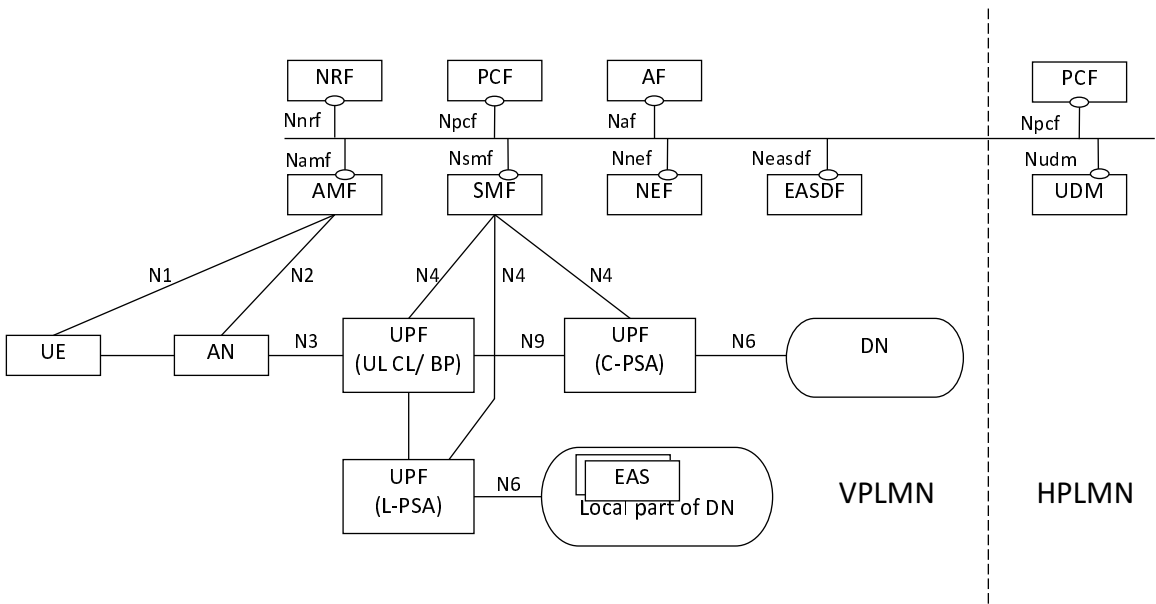 NRF
PCF
AF
PCF
Nnrf
Npcf
Naf
Npcf
Namf
Nsmf
Nnef
Neasdf
Nudm
AMF
SMF
NEF
EASDF
UDM
N1
N2
N4
N4
N4
UE
AN
N3
UPF
(UL CL/ BP)
N9
UPF
(C-PSA)
N6
DN
UPF
(L-PSA)
N6
EAS
Local part of DN
VPLMN
HPLMN